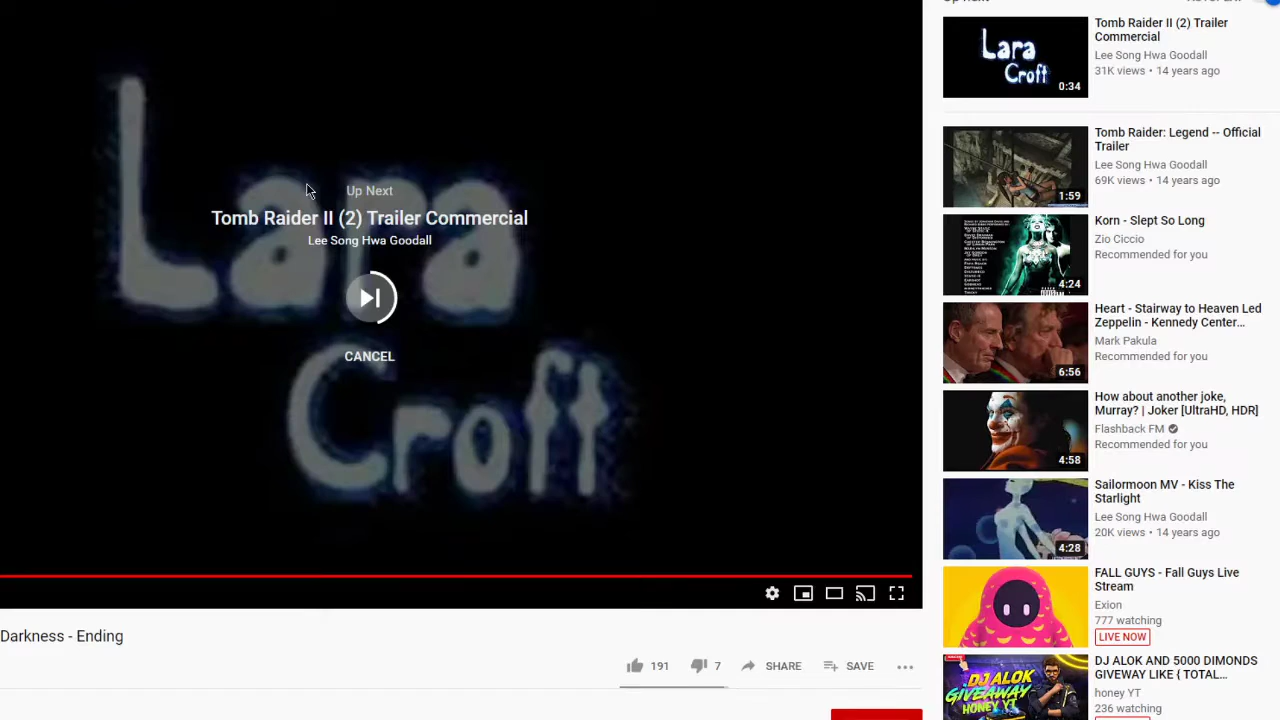 Lara
Croft
Up Next
Tomb Raider II (2) Trailer Commercial
Lee Song Hwa Goodall
CANCEL
Darkness - Ending
191
7
SHARE
SAVE
Lara
Croft
0:34
Tomb Raider II (2) Trailer
Commercial
Lee Song Hwa Goodall
31K views • 14 years ago
1:59
Tomb Raider: Legend -- Official
Trailer
Lee Song Hwa Goodall
69K views • 14 years ago
4:24
Korn - Slept So Long
Zio Ciccio
Recommended for you
6:56
Heart - Stairway to Heaven Led
Zeppelin - Kennedy Center...
Mark Pakula
Recommended for you
4:58
How about another joke,
Murray? | Joker [UltraHD, HDR]
Flashback FM
Recommended for you
4:28
Sailormoon MV - Kiss The
Starlight
Lee Song Hwa Goodall
20K views • 14 years ago
FALL GUYS - Fall Guys Live
Stream
Exion
777 watching
LIVE NOW
DJ ALOK
GIVEAWAY
HONEY YT
DJ ALOK AND 5000 DIMONDS
GIVEWAY LIKE { TOTAL...
honey YT
236 watching